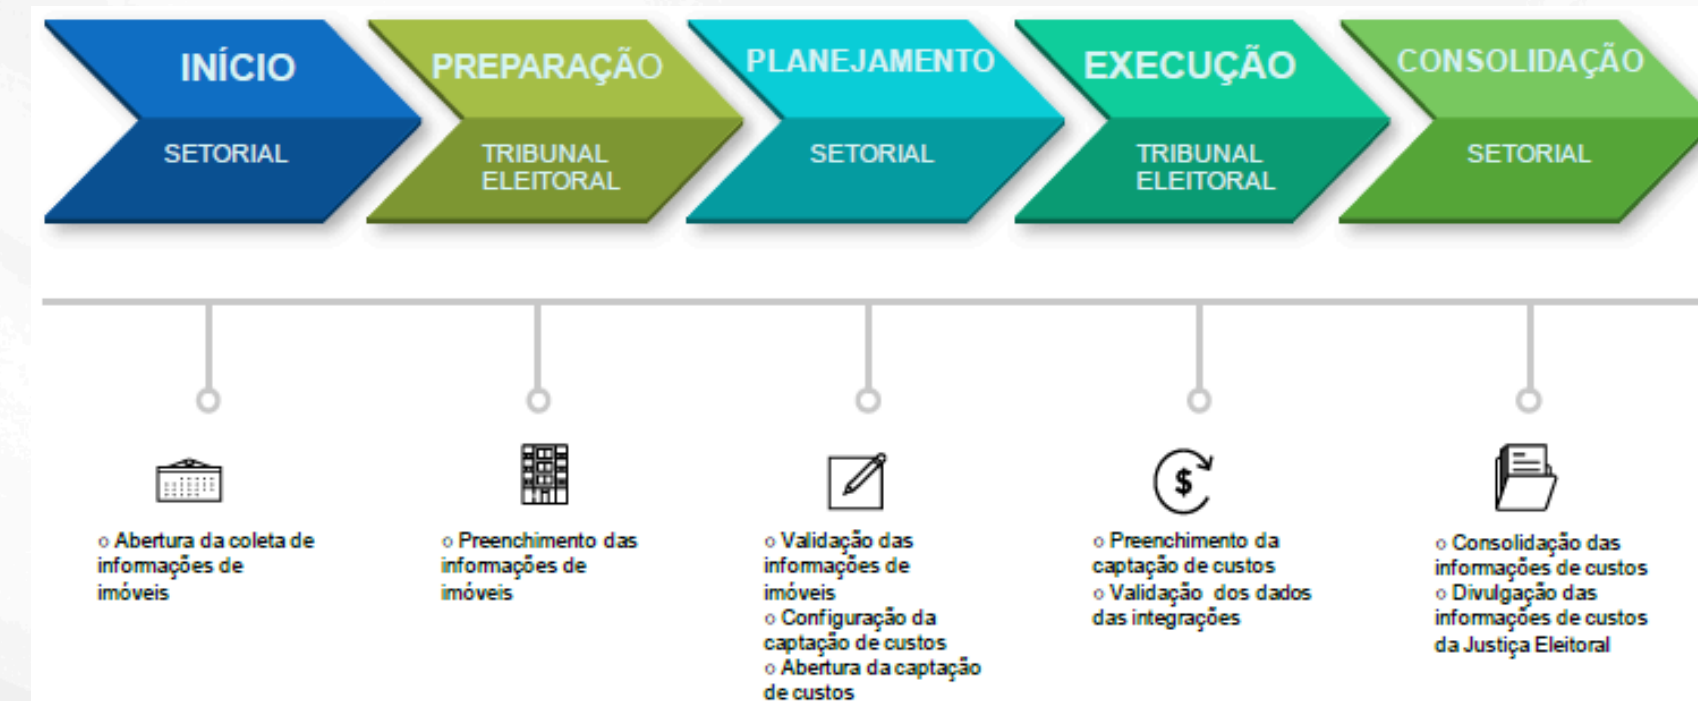 INÍCIO
SETORIAL
PREPARAÇÃO
TRIBUNAL
ELEITORAL
PLANEJAMENTO
SETORIAL
EXECUÇÃO
TRIBUNAL
ELEITORAL
CONSOLIDAÇÃO
SETORIAL
○ Abertura da coleta de
informações de
imóveis
○ Preenchimento das
informações de
imóveis
○ Validação das
informações de
imóveis
○ Configuração da
captação de custos
○ Abertura da captação
de custos
$
○ Preenchimento da
captação de custos
○ Validação dos dados
das integrações
○ Consolidação das
informações de custos
○ Divulgação das
informações de custos
da Justiça Eleitoral